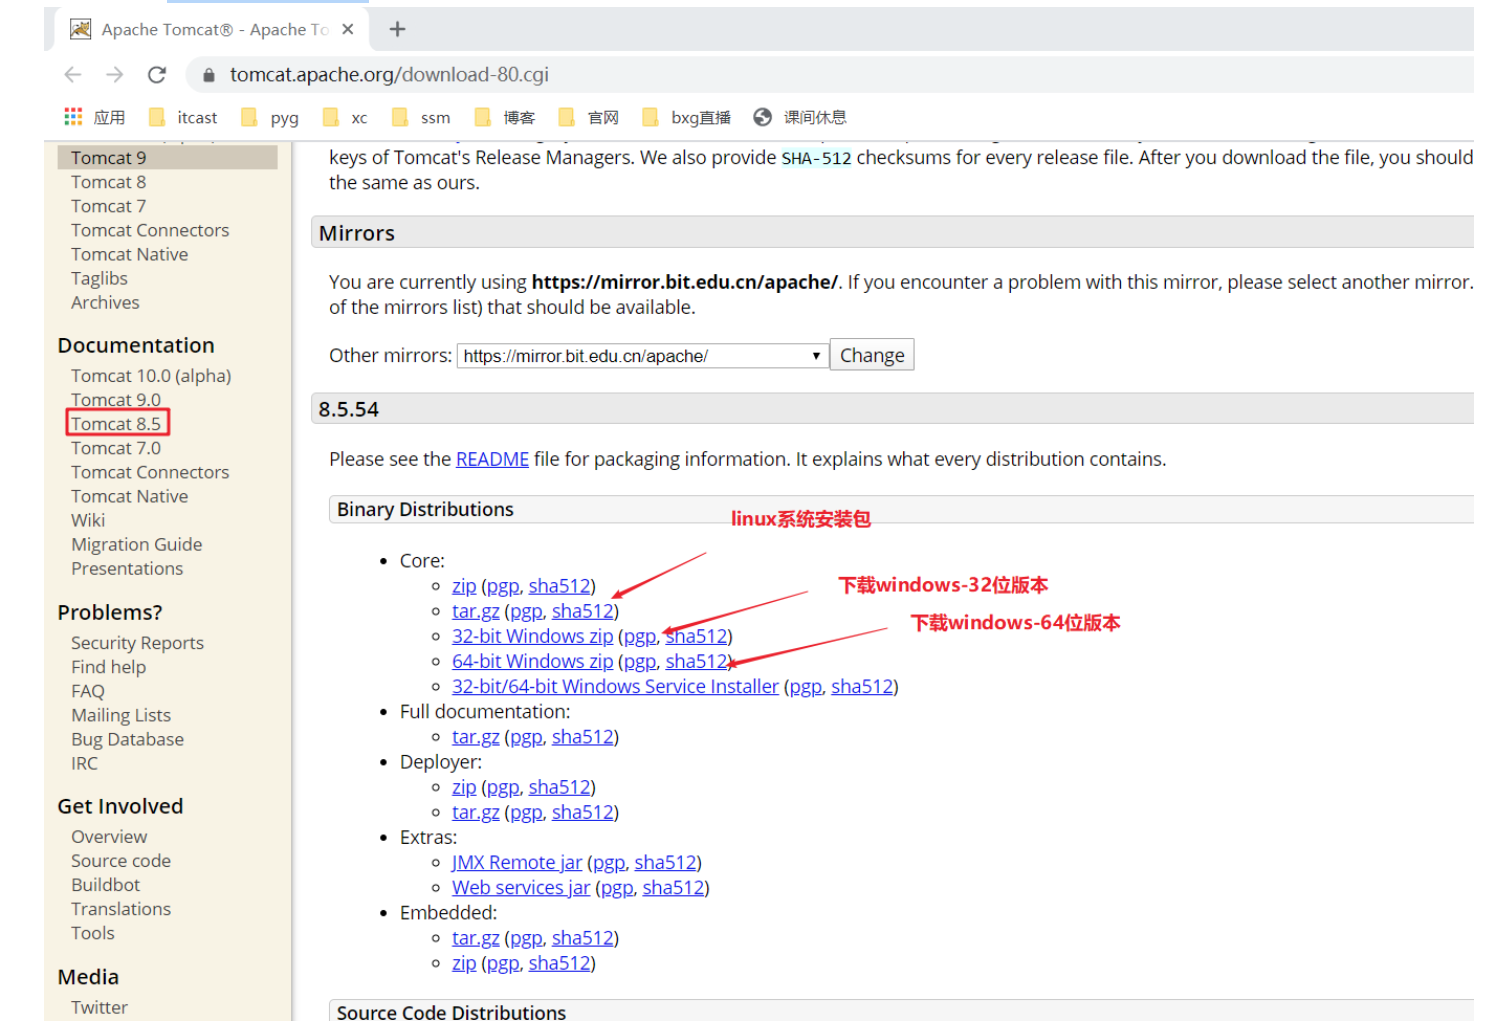 Apache Tomcat® - Apache To
tomcat.apache.org/download-80.cgi
应用 itcast pyg xc ssm 博客 官网 bxg直播 课间休息
Tomcat 9
Tomcat 8
Tomcat 7
Tomcat Connectors
Tomcat Native
Taglibs
Archives
Documentation
Tomcat 10.0 (alpha)
Tomcat 9.0
Tomcat 8.5
Tomcat 7.0
Tomcat Connectors
Tomcat Native
Wiki
Migration Guide
Presentations
Problems?
Security Reports
Find help
FAQ
Mailing Lists
Bug Database
IRC
Get Involved
Overview
Source code
Buildbot
Translations
Tools
Media
Twitter
keys of Tomcat's Release Managers. We also provide SHA-512 checksums for every release file. After you download the file, you should
the same as ours.
Mirrors
You are currently using https://mirror.bit.edu.cn/apache/. If you encounter a problem with this mirror, please select another mirror.
of the mirrors list) that should be available.
Other mirrors: https://mirror.bit.edu.cn/apache/ Change
8.5.54
Please see the README file for packaging information. It explains what every distribution contains.
Binary Distributions
linux系统安装包
Core:
zip (pgp, sha512)
下载windows-32位版本
tar.gz (pgp, sha512)
下载windows-64位版本
32-bit Windows zip (pgp, sha512)
64-bit Windows zip (pgp, sha512)
32-bit/64-bit Windows Service Installer (pgp, sha512)
Full documentation:
tar.gz (pgp, sha512)
Deployer:
zip (pgp, sha512)
tar.gz (pgp, sha512)
Extras:
JMX Remote jar (pgp, sha512)
Web services jar (pgp, sha512)
Embedded:
tar.gz (pgp, sha512)
zip (pgp, sha512)
Source Code Distributions